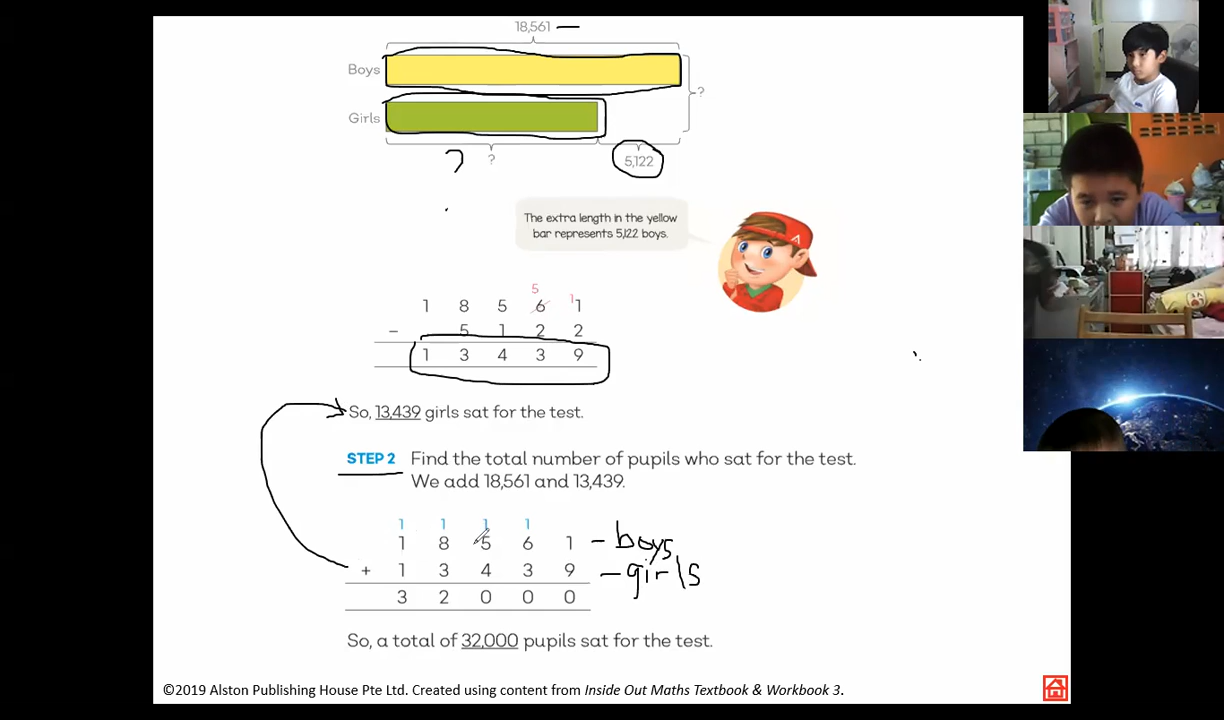 18,561 —
Boys
?
Girls
? ?
5,122
The extra length in the yellow
bar represents 5,122 boys.
5 1
1 8 5 6 1
− 5 1 2 2
1 3 4 3 9
So, 13,439 girls sat for the test.
STEP 2 Find the total number of pupils who sat for the test.
We add 18,561 and 13,439.
1 1 1 1
1 8 5 6 1 - boys
+ 1 3 4 3 9 - girls
3 2 0 0 0
So, a total of 32,000 pupils sat for the test.
©2019 Alston Publishing House Pte Ltd. Created using content from Inside Out Maths Textbook & Workbook 3.